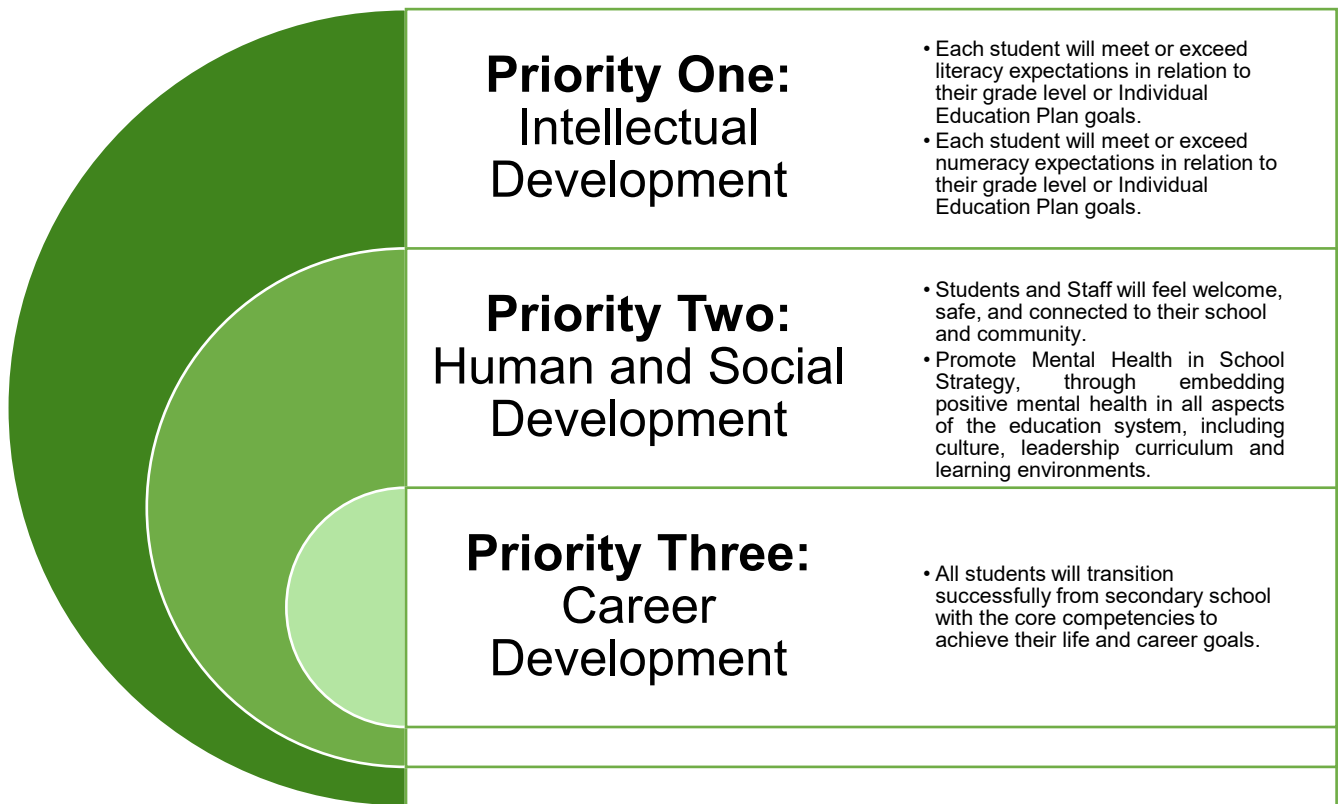 Priority One:
Intellectual
Development
• Each student will meet or exceed
literacy expectations in relation to
their grade level or Individual
Education Plan goals.
• Each student will meet or exceed
numeracy expectations in relation to
their grade level or Individual
Education Plan goals.
Priority Two:
Human and Social
Development
• Students and Staff will feel welcome,
safe, and connected to their school
and community.
• Promote Mental Health in School
Strategy, through embedding
positive mental health in all aspects
of the education system, including
culture, leadership curriculum and
learning environments.
Priority Three:
Career
Development
• All students will transition
successfully from secondary school
with the core competencies to
achieve their life and career goals.